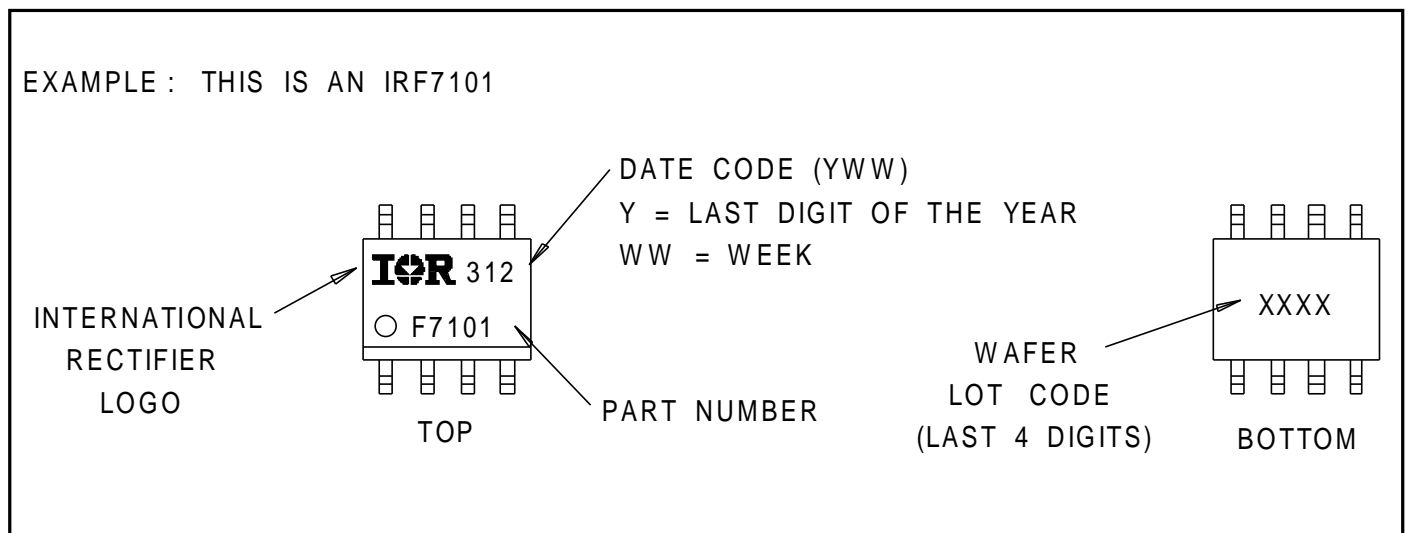 EXAMPLE : THIS IS AN IRF7101
DATE CODE (YWW)
Y = LAST DIGIT OF THE YEAR
WW = WEEK
IOR 312
F7101
INTERNATIONAL
RECTIFIER
LOGO
PART NUMBER
TOP
XXXX
WAFER
LOT CODE
(LAST 4 DIGITS)
BOTTOM